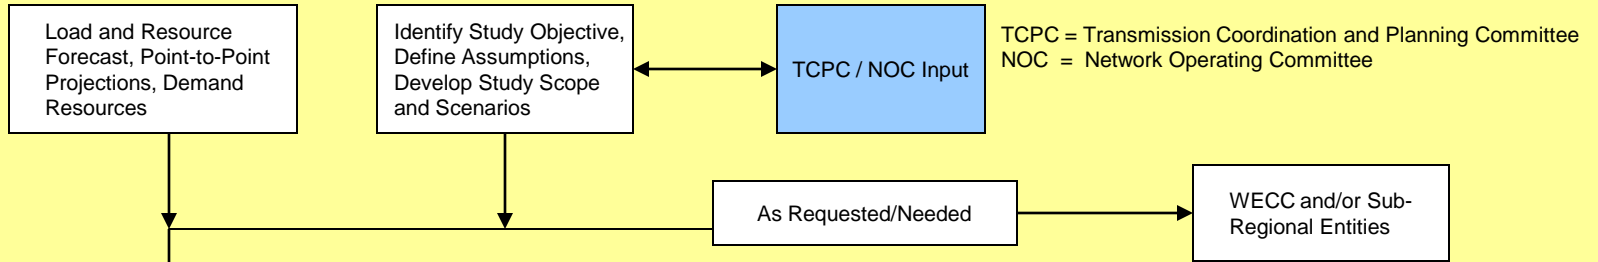 Load and Resource
Forecast, Point-to-Point
Projections, Demand
Resources
Identify Study Objective,
Define Assumptions,
Develop Study Scope
and Scenarios
TCPC / NOC Input
TCPC = Transmission Coordination and Planning Committee
NOC = Network Operating Committee
As Requested/Needed
WECC and/or Sub-
Regional Entities